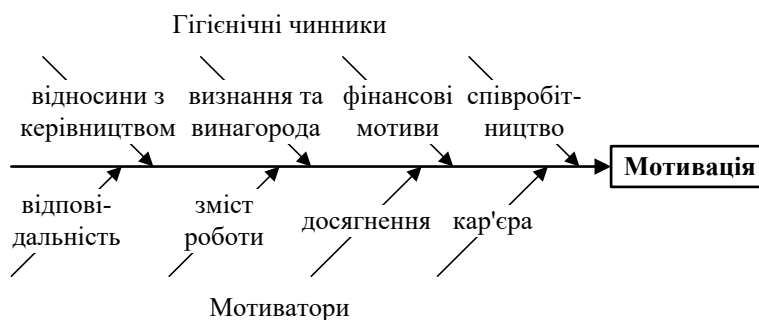 Гігієнічні чинники
відносини з
керівництвом
визнання та
винагорода
фінансові
мотиви
співробіт-
ництво
Мотивація
відпові-
дальність
зміст
роботи
досягнення
кар'єра
Мотиватори